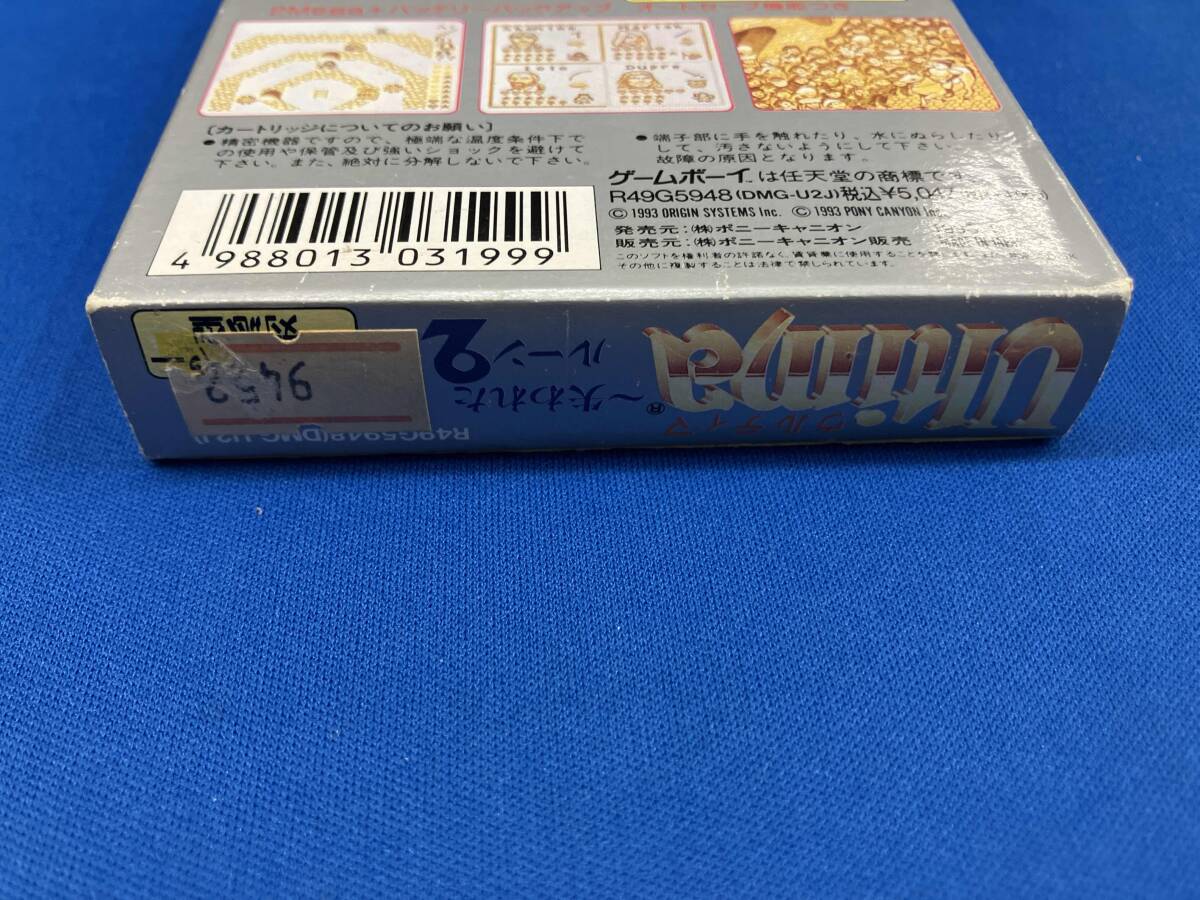 [カートリッジについてのお願い]
●精密機器ですので、極端な温度条件下で
の使用や保管及び強いショックを避けて
下さい。また、絶対に分解しないで下さい。
●端子部に手を触れたり、水にぬらしたり
して、汚さないようにして下さい
故障の原因となります。
ゲームボーイ™は任天堂の商標です
R49G5948(DMG-U2J)税込¥5,04
© 1993 ORIGIN SYSTEMS Inc. © 1993 PONY CANYON Inc
発売元:(株)ポニーキャニオン
販売元:(株)ポニーキャニオン販売
4 988013 031999
Ultima®
ウルティマ
～失われた
ルーン2
R49G5948(DMG-U2J)